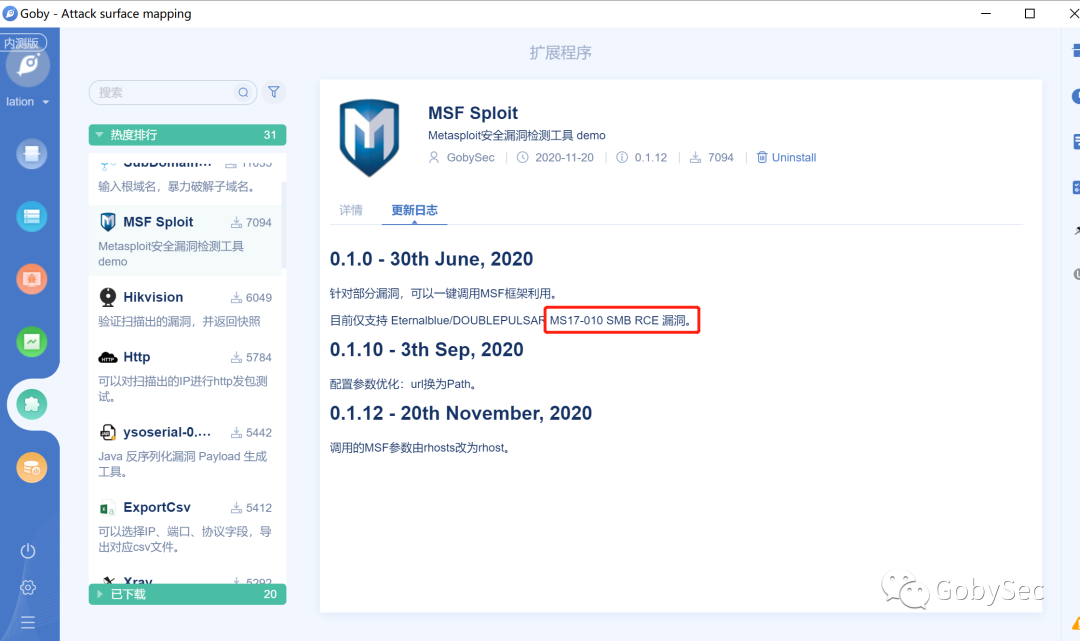 Goby - Attack surface mapping
内测版
lation
扩展程序
搜索
热度排行 31
SubDomain... 11033
输入根域名，暴力破解子域名。
MSF Sploit 7094
Metasploit安全漏洞检测工具
demo
Hikvision 6049
验证扫描出的漏洞，并返回快照
Http 5784
可以对扫描出的IP进行http发包测
试。
ysoserial-0.... 5442
Java 反序列化漏洞 Payload 生成
工具。
ExportCsv 5412
可以选择IP、端口、协议字段，导
出对应csv文件。
Xray 5292
已下载 20
MSF Sploit
Metasploit安全漏洞检测工具 demo
GobySec 2020-11-20 0.1.12 7094 Uninstall
详情 更新日志
0.1.0 - 30th June, 2020
针对部分漏洞，可以一键调用MSF框架利用。
目前仅支持 Eternalblue/DOUBLEPULSAR MS17-010 SMB RCE 漏洞。
0.1.10 - 3th Sep, 2020
配置参数优化：url换为Path。
0.1.12 - 20th November, 2020
调用的MSF参数由rhosts改为rhost。
GobySec